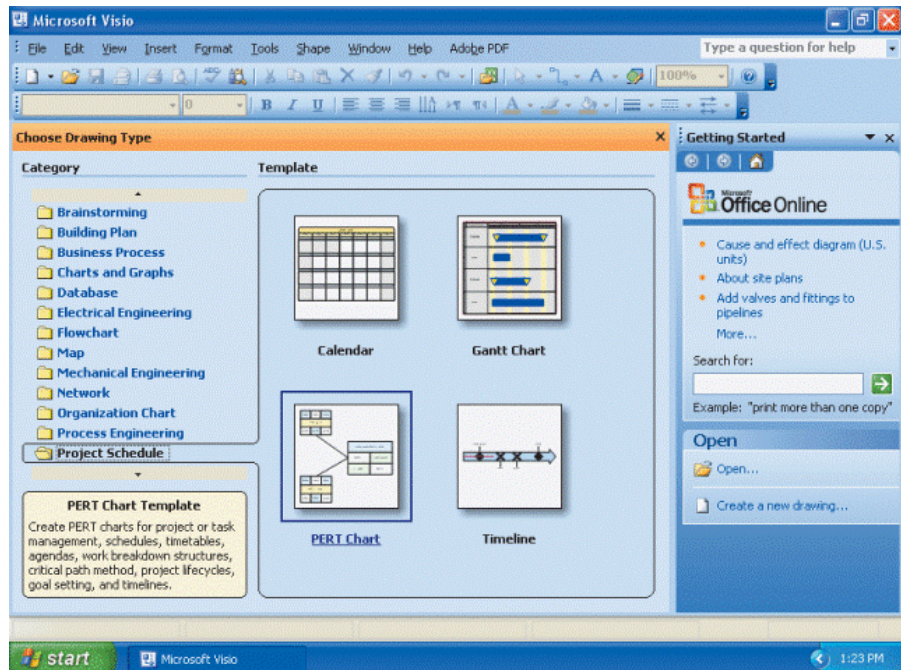 Microsoft Visio
File Edit View Insert Format Tools Shape Window Help Adobe PDF
Type a question for help
100%
0
B I U
Choose Drawing Type
Category
Template
Brainstorming
Building Plan
Business Process
Charts and Graphs
Database
Electrical Engineering
Flowchart
Map
Mechanical Engineering
Network
Organization Chart
Process Engineering
Project Schedule
PERT Chart Template
Create PERT charts for project or task
management, schedules, timetables,
agendas, work breakdown structures,
critical path method, project lifecycles,
goal setting, and timelines.
Calendar
Gantt Chart
PERT Chart
Timeline
Getting Started
Microsoft
Office Online
Cause and effect diagram (U.S.
units)
About site plans
Add valves and fittings to
pipelines
More...
Search for:
Example: "print more than one copy"
Open
Open...
Create a new drawing...
start
Microsoft Visio
1:23 PM